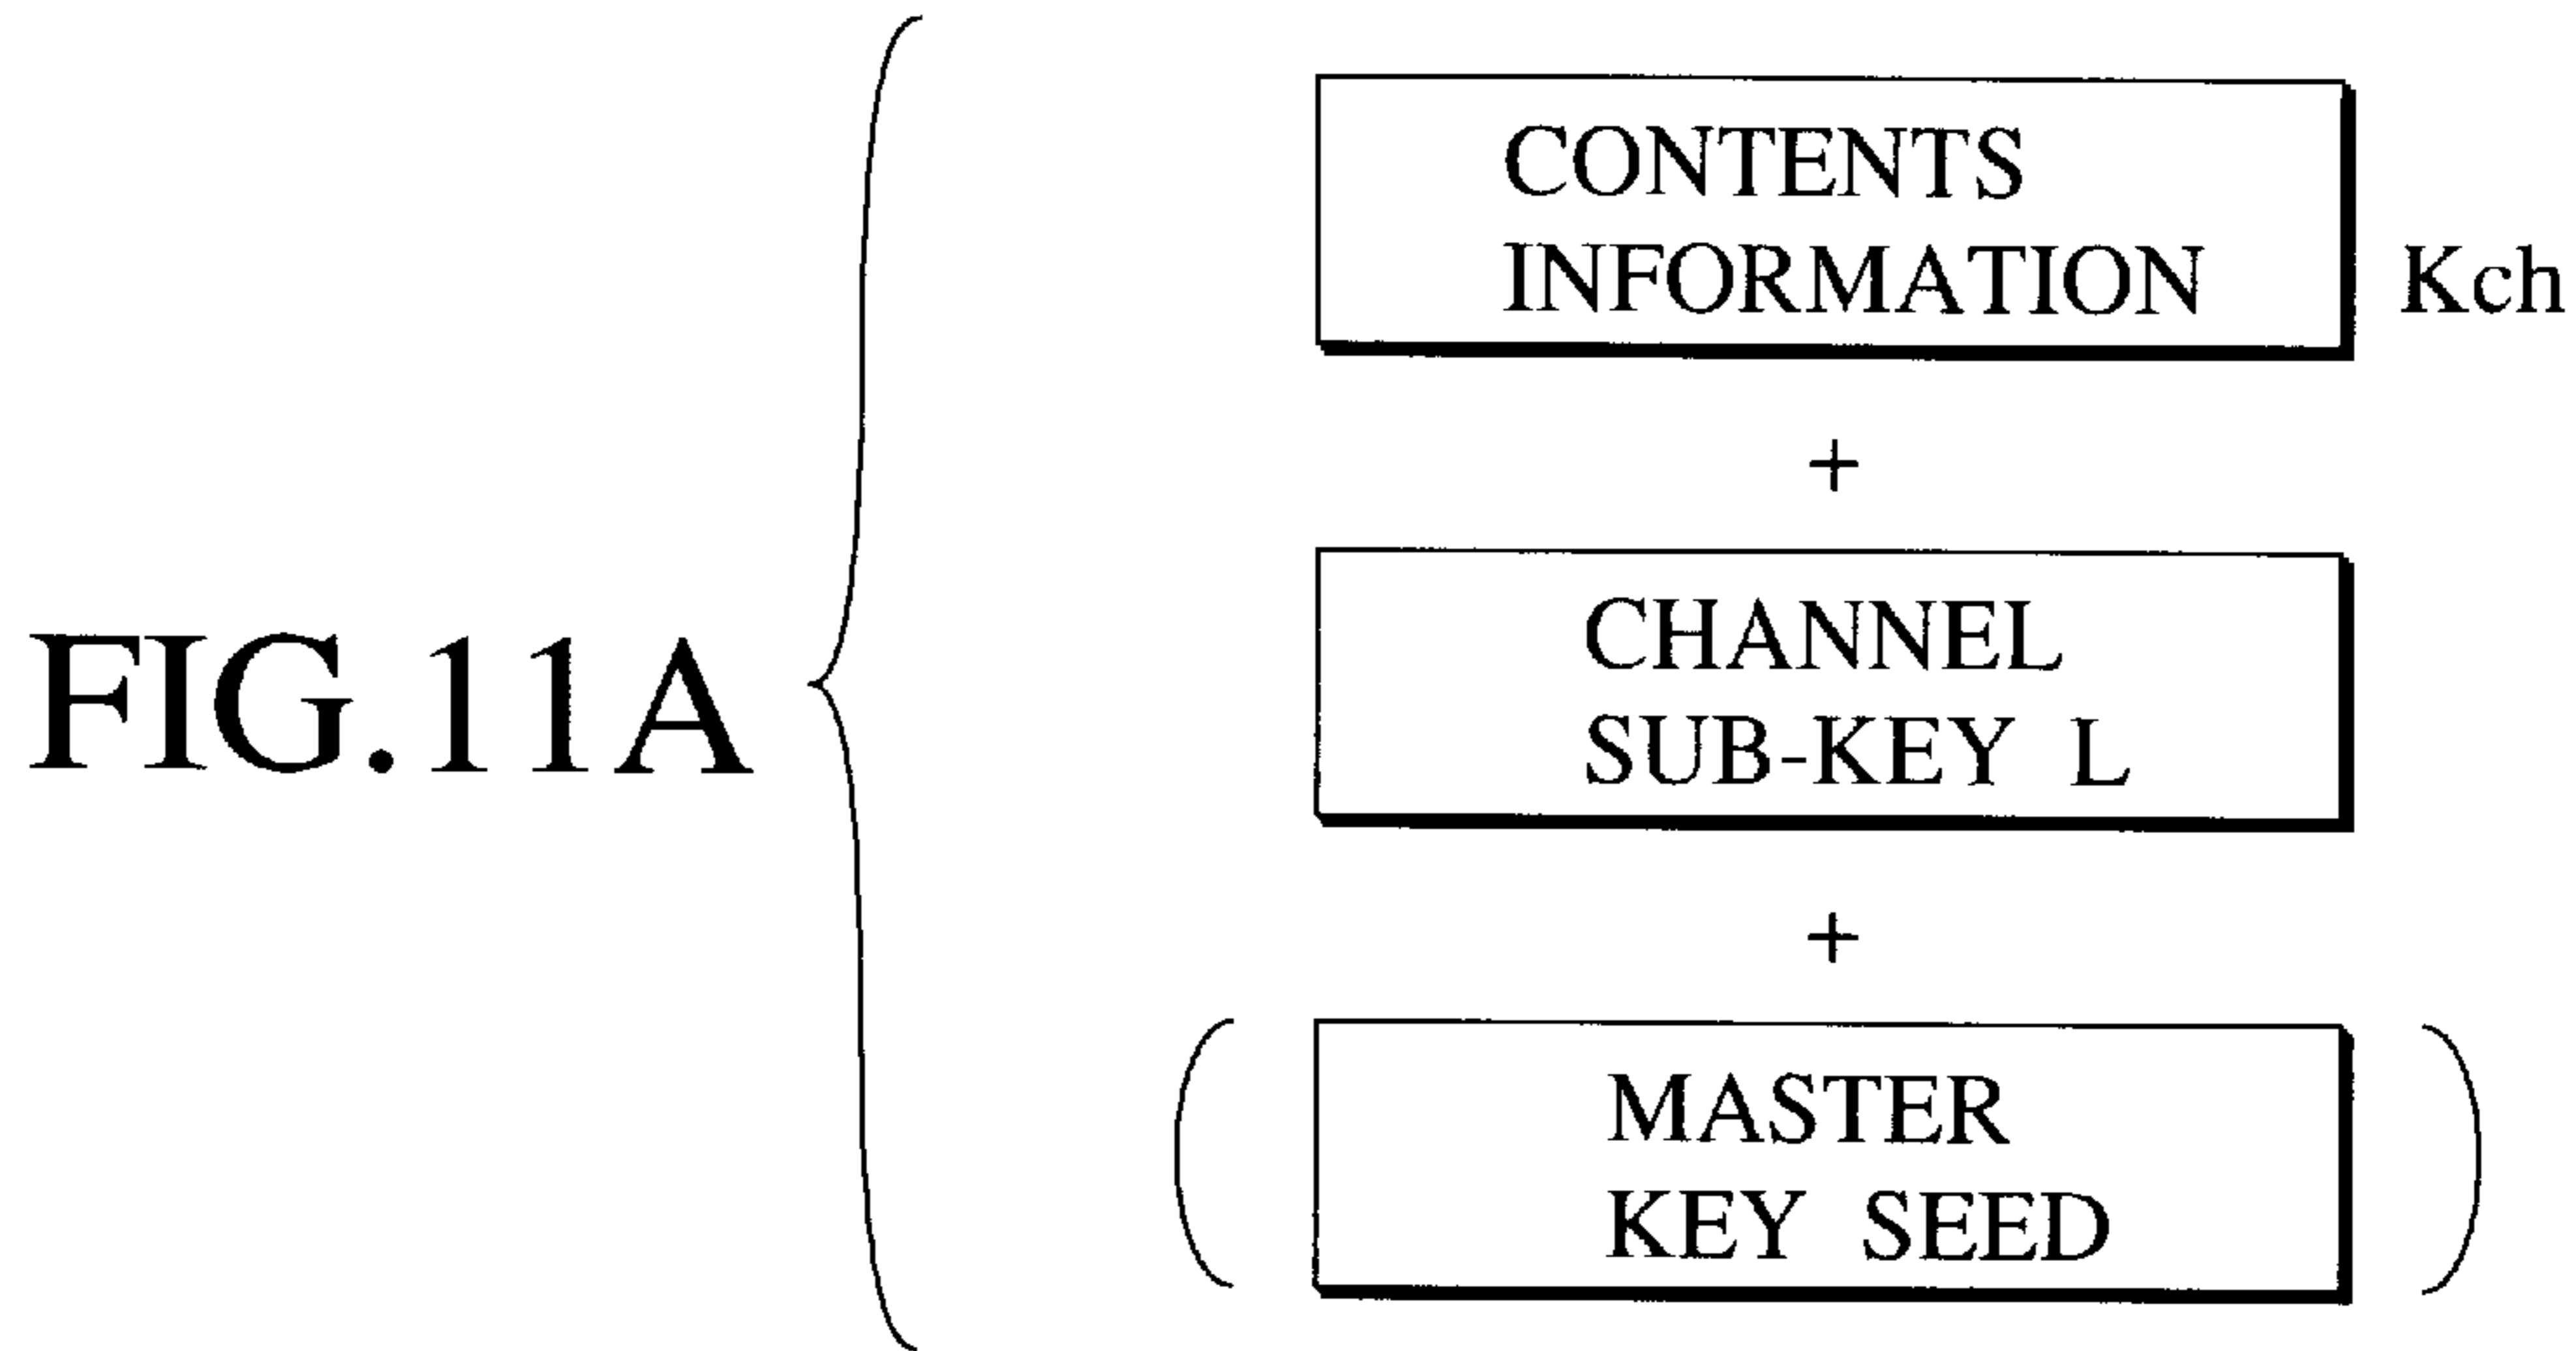 FIG.11A
CONTENTS
INFORMATION
Kch
+
CHANNEL
SUB-KEY L
+
MASTER
KEY SEED